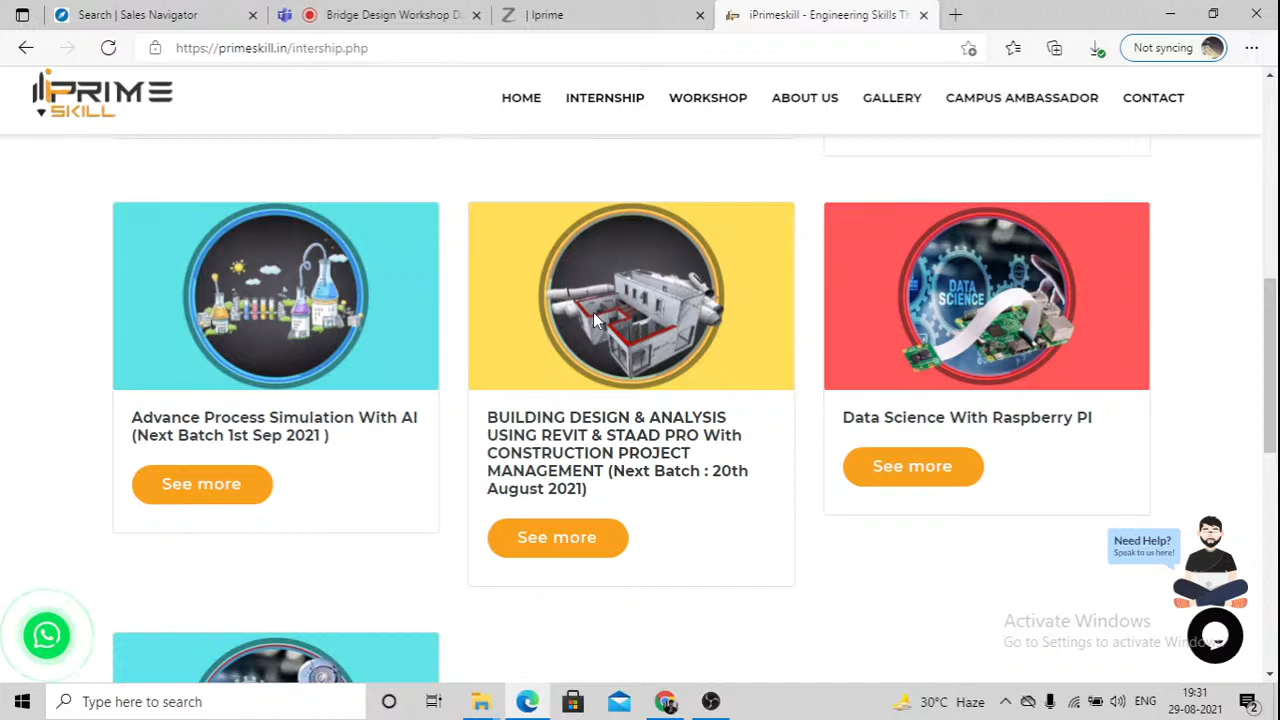 Search | Sales Navigator
Bridge Design Workshop D
| Iprime
iPrimeskill - Engineering Skills Th
https://primeskill.in/intership.php
Not syncing
PRIME
SKILL
HOME
INTERNSHIP
WORKSHOP
ABOUT US
GALLERY
CAMPUS AMBASSADOR
CONTACT
DATA
SCIENCE
Advance Process Simulation With AI
(Next Batch 1st Sep 2021 )
See more
BUILDING DESIGN & ANALYSIS
USING REVIT & STAAD PRO With
CONSTRUCTION PROJECT
MANAGEMENT (Next Batch : 20th
August 2021)
See more
Data Science With Raspberry PI
See more
Need Help?
Speak to us here!
Activate Windows
Go to Settings to activate Windows
Type here to search
30°C Haze
ENG
19:31
29-08-2021
2